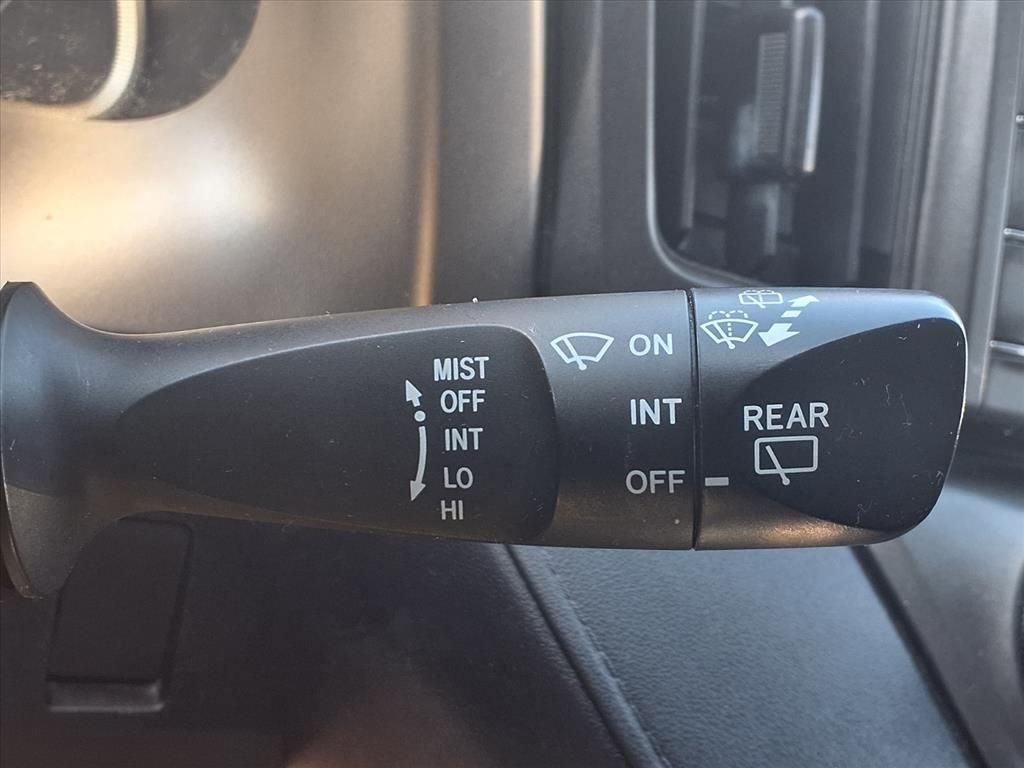 MIST
OFF
INT
LO
HI
ON
INT
OFF
REAR